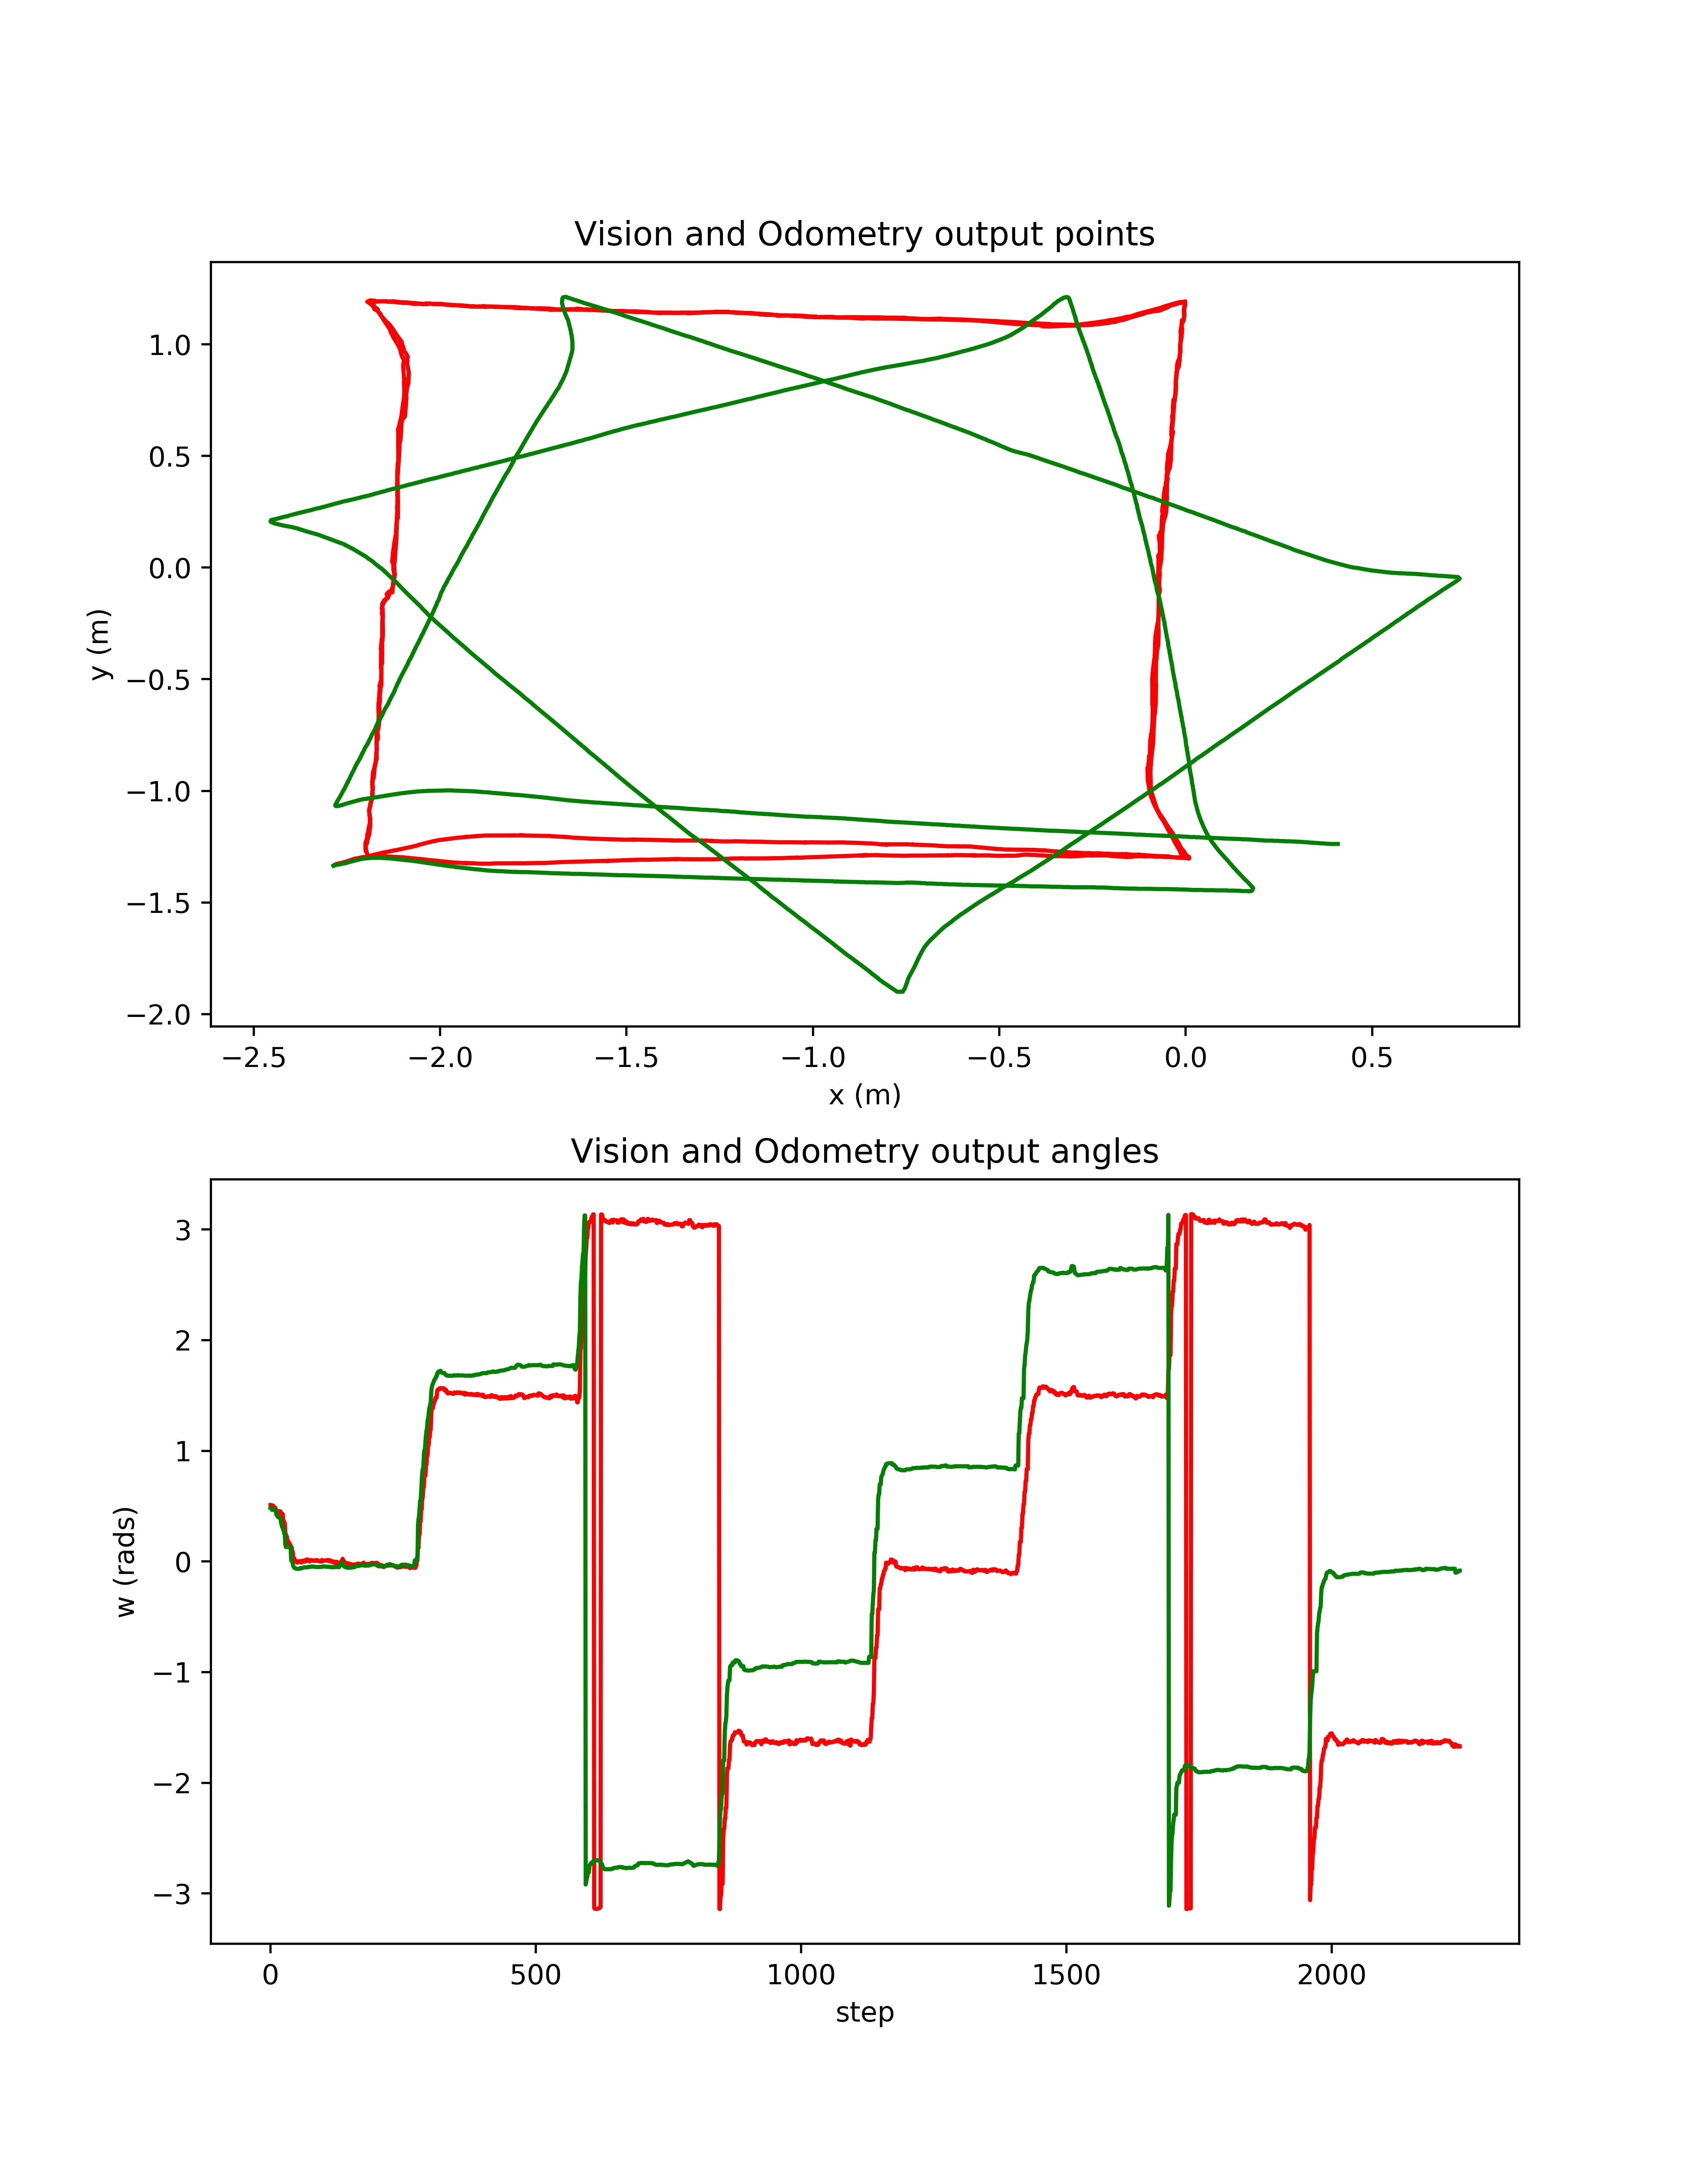 Vision and Odometry output points
1.0
0.5
0.0
−0.5
−1.0
−1.5
−2.0
y (m)
−2.5 −2.0 −1.5 −1.0 −0.5 0.0 0.5
x (m)
Vision and Odometry output angles
3
2
1
0
−1
−2
−3
w (rads)
0 500 1000 1500 2000
step